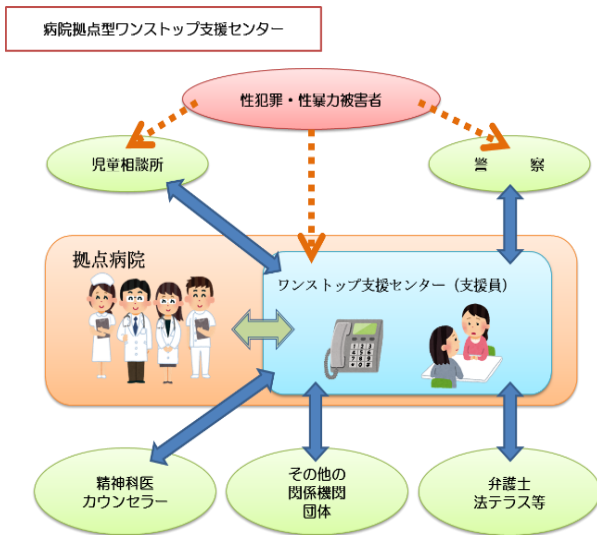 病院拠点型ワンストップ支援センター
性犯罪・性暴力被害者
児童相談所
警　察
拠点病院
ワンストップ支援センター（支援員）
精神科医
カウンセラー
その他の
関係機関
団体
弁護士
法テラス等